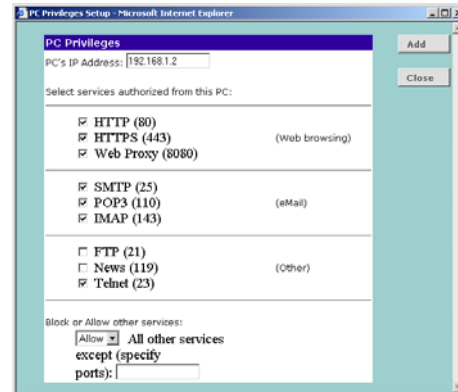 PC Privileges Setup - Microsoft Internet Explorer
PC Privileges
Add
PC's IP Address: 192.168.1.2
Close
Select services authorized from this PC:
HTTP (80)
HTTPS (443) (Web browsing)
Web Proxy (8080)
SMTP (25)
POP3 (110) (eMail)
IMAP (143)
FTP (21)
News (119) (Other)
Telnet (23)
Block or Allow other services:
Allow All other services
except (specify
ports):